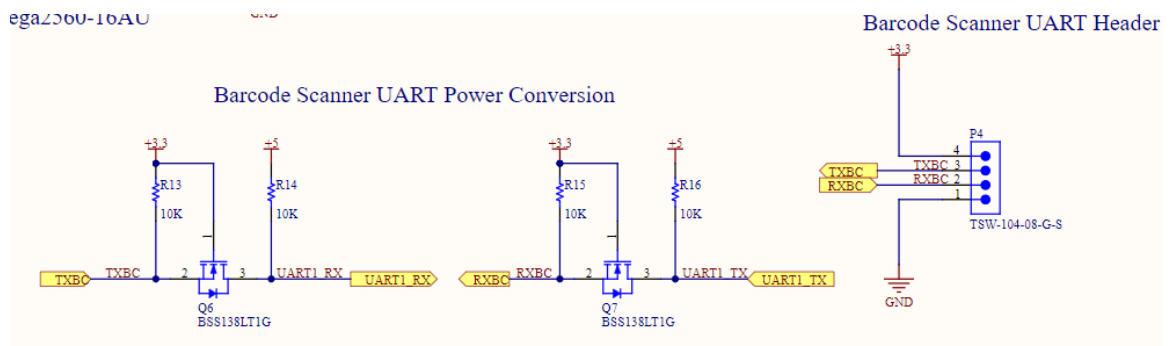 ega2560-16AU
Barcode Scanner UART Header
+3.3
Barcode Scanner UART Power Conversion
P4
+3.3
+5
+3.3
+5
4
TXBC
TXBC
3
RXBC
RXBC
2
1
R13
R14
R15
R16
10K
10K
10K
10K
TSW-104-08-G-S
1
1
TXBC
TXBC
2
3
UART1_RX
UART1_RX
RXBC
RXBC
2
3
UART1_TX
UART1_TX
GND
Q6
BSS138LT1G
Q7
BSS138LT1G